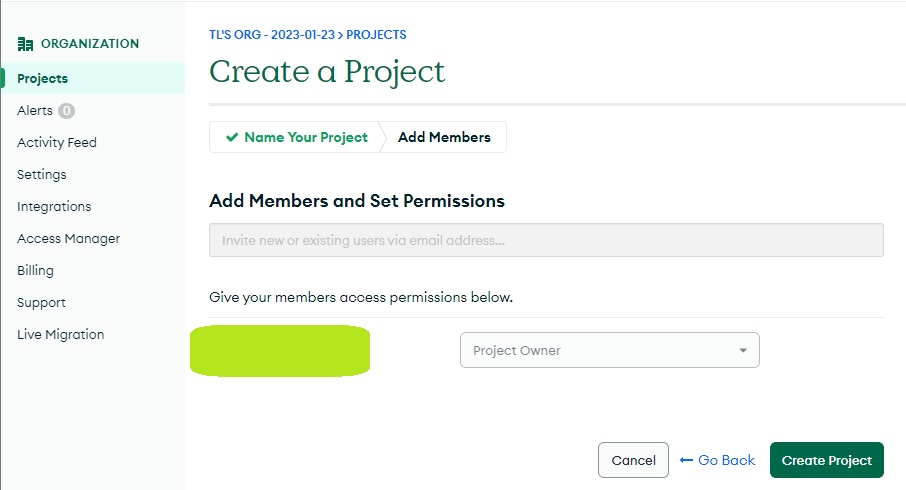 ORGANIZATION
Projects
Alerts 0
Activity Feed
Settings
Integrations
Access Manager
Billing
Support
Live Migration
TL'S ORG - 2023-01-23 > PROJECTS
Create a Project
Name Your Project
Add Members
Add Members and Set Permissions
Invite new or existing users via email address...
Give your members access permissions below.
Project Owner
Cancel
Go Back
Create Project